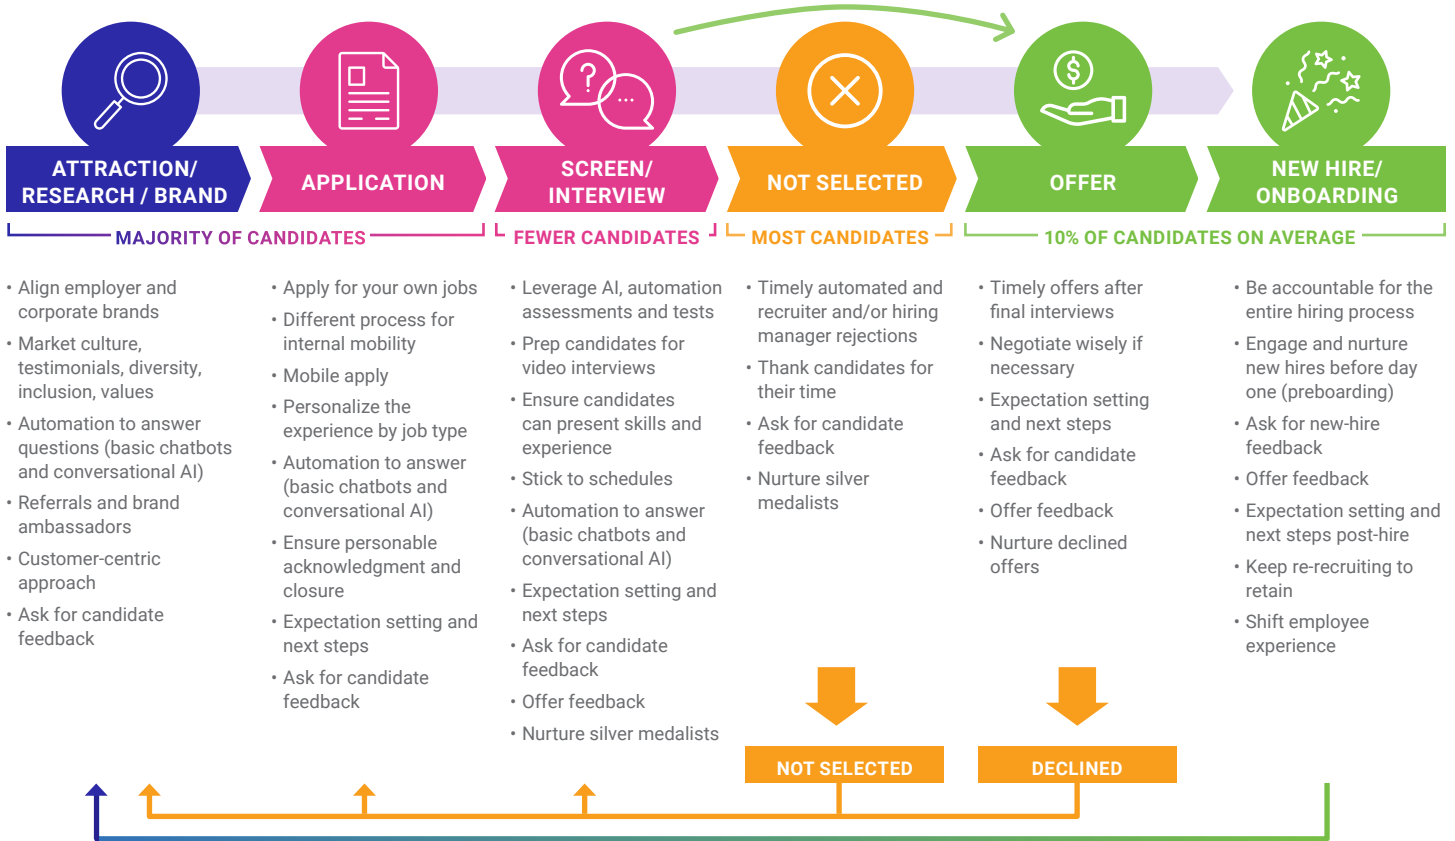 ATTRACTION/
RESEARCH / BRAND
APPLICATION
SCREEN/
INTERVIEW
NOT SELECTED
OFFER
NEW HIRE/
ONBOARDING
MAJORITY OF CANDIDATES
FEWER CANDIDATES
MOST CANDIDATES
10% OF CANDIDATES ON AVERAGE
• Align employer and
corporate brands
• Market culture,
testimonials, diversity,
inclusion, values
• Automation to answer
questions (basic chatbots
and conversational AI)
• Referrals and brand
ambassadors
• Customer-centric
approach
• Ask for candidate
feedback
• Apply for your own jobs
• Different process for
internal mobility
• Mobile apply
• Personalize the
experience by job type
• Automation to answer
(basic chatbots and
conversational AI)
• Ensure personable
acknowledgment and
closure
• Expectation setting and
next steps
• Ask for candidate
feedback
• Leverage AI, automation
assessments and tests
• Prep candidates for
video interviews
• Ensure candidates
can present skills and
experience
• Stick to schedules
• Automation to answer
(basic chatbots and
conversational AI)
• Expectation setting and
next steps
• Ask for candidate
feedback
• Offer feedback
• Nurture silver medalists
• Timely automated and
recruiter and/or hiring
manager rejections
• Thank candidates for
their time
• Ask for candidate
feedback
• Nurture silver
medalists
• Timely offers after
final interviews
• Negotiate wisely if
necessary
• Expectation setting
and next steps
• Ask for candidate
feedback
• Offer feedback
• Nurture declined
offers
• Be accountable for the
entire hiring process
• Engage and nurture
new hires before day
one (preboarding)
• Ask for new-hire
feedback
• Offer feedback
• Expectation setting and
next steps post-hire
• Keep re-recruiting to
retain
• Shift employee
experience
NOT SELECTED
DECLINED